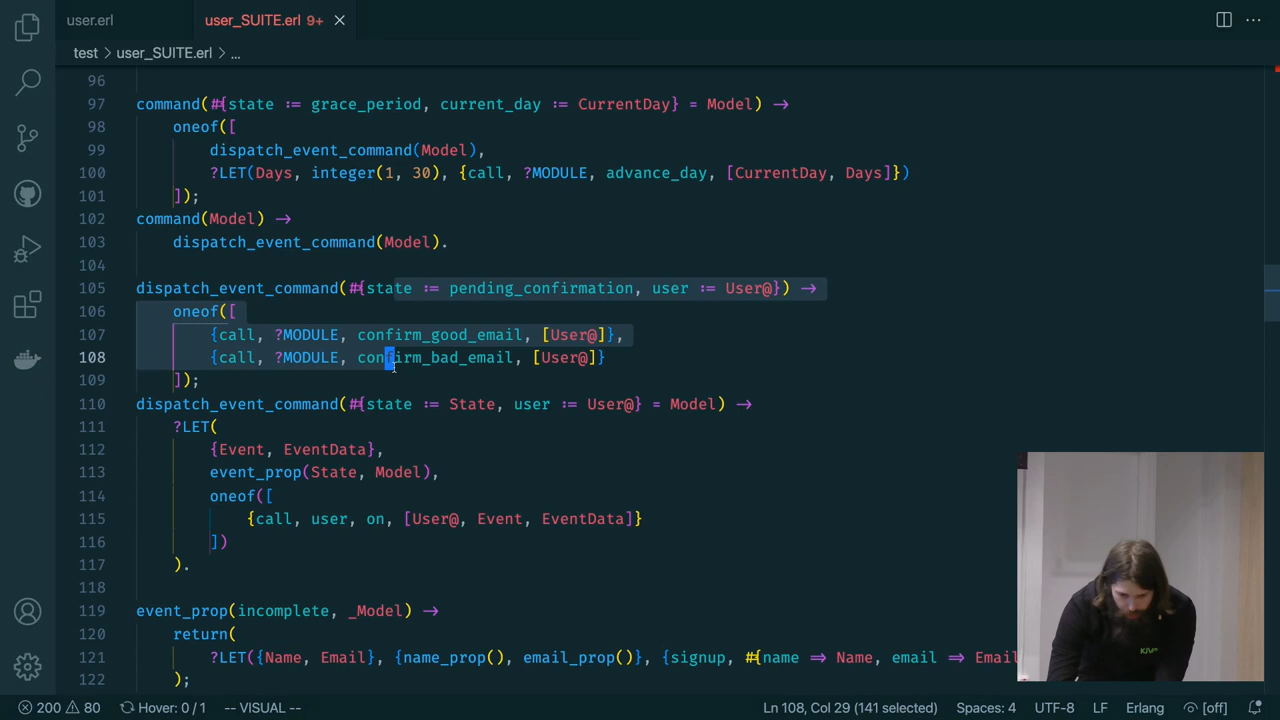 user.erl
user_SUITE.erl 9+
test > user_SUITE.erl > ...
96
97 command(#{state := grace_period, current_day := CurrentDay} = Model) ->
98 oneof([
99 dispatch_event_command(Model),
100 ?LET(Days, integer(1, 30), {call, ?MODULE, advance_day, [CurrentDay, Days]})
101 ]);
102 command(Model) ->
103 dispatch_event_command(Model).
104
105 dispatch_event_command(#{state := pending_confirmation, user := User@}) ->
106 oneof([
107 {call, ?MODULE, confirm_good_email, [User@]},
108 {call, ?MODULE, confirm_bad_email, [User@]}
109 ]);
110 dispatch_event_command(#{state := State, user := User@} = Model) ->
111 ?LET(
112 {Event, EventData},
113 event_prop(State, Model),
114 oneof([
115 {call, user, on, [User@, Event, EventData]}
116 ])
117 ).
118
119 event_prop(incomplete, _Model) ->
120 return(
121 ?LET({Name, Email}, {name_prop(), email_prop()}, {signup, #{name => Name, email => Email
122 );
KIVRA
200 80 Hover: 0 / 1 -- VISUAL -- Ln 108, Col 29 (141 selected) Spaces: 4 UTF-8 LF Erlang [off]